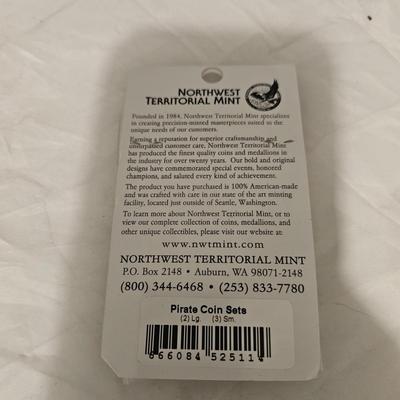 NORTHWEST
TERRITORIAL MINT
Founded in 1984, Northwest Territorial Mint specializes
in creating precision-minted masterpieces suited to the
unique needs of our customers.
Earning a reputation for superior craftsmanship and
unsurpassed customer care, Northwest Territorial Mint
has produced the finest quality coins and medallions in
the industry for over twenty years. Our bold and original
designs have commemorated special events, honored
champions, and saluted every kind of achievement.
The product you have purchased is 100% American-made
and was crafted with care in our state of the art minting
facility, located just outside of Seattle, Washington.
To learn more about Northwest Territorial Mint, or to
view our complete collection of coins, medallions, and
other unique collectibles, please visit our website at:
www.nwtmint.com
NORTHWEST TERRITORIAL MINT
P.O. Box 2148 • Auburn, WA 98071-2148
(800) 344-6468 • (253) 833-7780
Pirate Coin Sets
(2) Lg. (3) Sm.
666084 525114